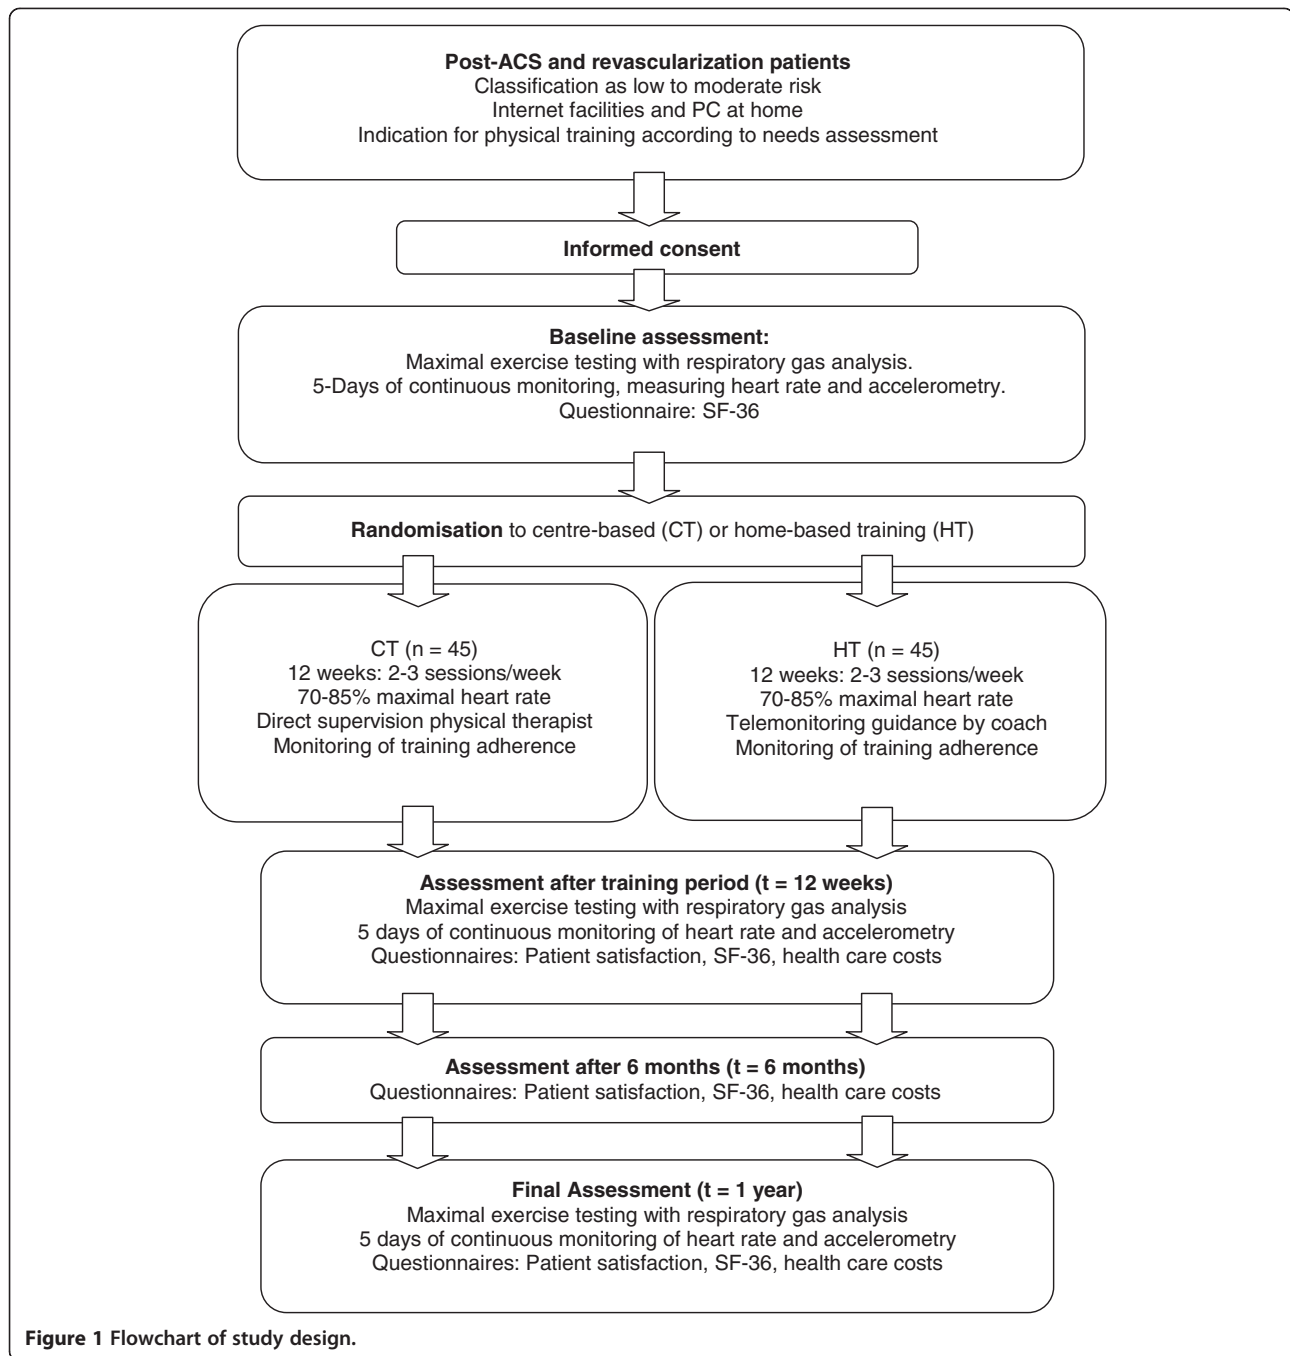 Post-ACS and revascularization patients
Classification as low to moderate risk
Internet facilities and PC at home
Indication for physical training according to needs assessment
Informed consent
Baseline assessment:
Maximal exercise testing with respiratory gas analysis.
5-Days of continuous monitoring, measuring heart rate and accelerometry.
Questionnaire: SF-36
Randomisation to centre-based (CT) or home-based training (HT)
CT (n = 45)
12 weeks: 2-3 sessions/week
70-85% maximal heart rate
Direct supervision physical therapist
Monitoring of training adherence
HT (n = 45)
12 weeks: 2-3 sessions/week
70-85% maximal heart rate
Telemonitoring guidance by coach
Monitoring of training adherence
Assessment after training period (t = 12 weeks)
Maximal exercise testing with respiratory gas analysis
5 days of continuous monitoring of heart rate and accelerometry
Questionnaires: Patient satisfaction, SF-36, health care costs
Assessment after 6 months (t = 6 months)
Questionnaires: Patient satisfaction, SF-36, health care costs
Final Assessment (t = 1 year)
Maximal exercise testing with respiratory gas analysis
5 days of continuous monitoring of heart rate and accelerometry
Questionnaires: Patient satisfaction, SF-36, health care costs
Figure 1 Flowchart of study design.